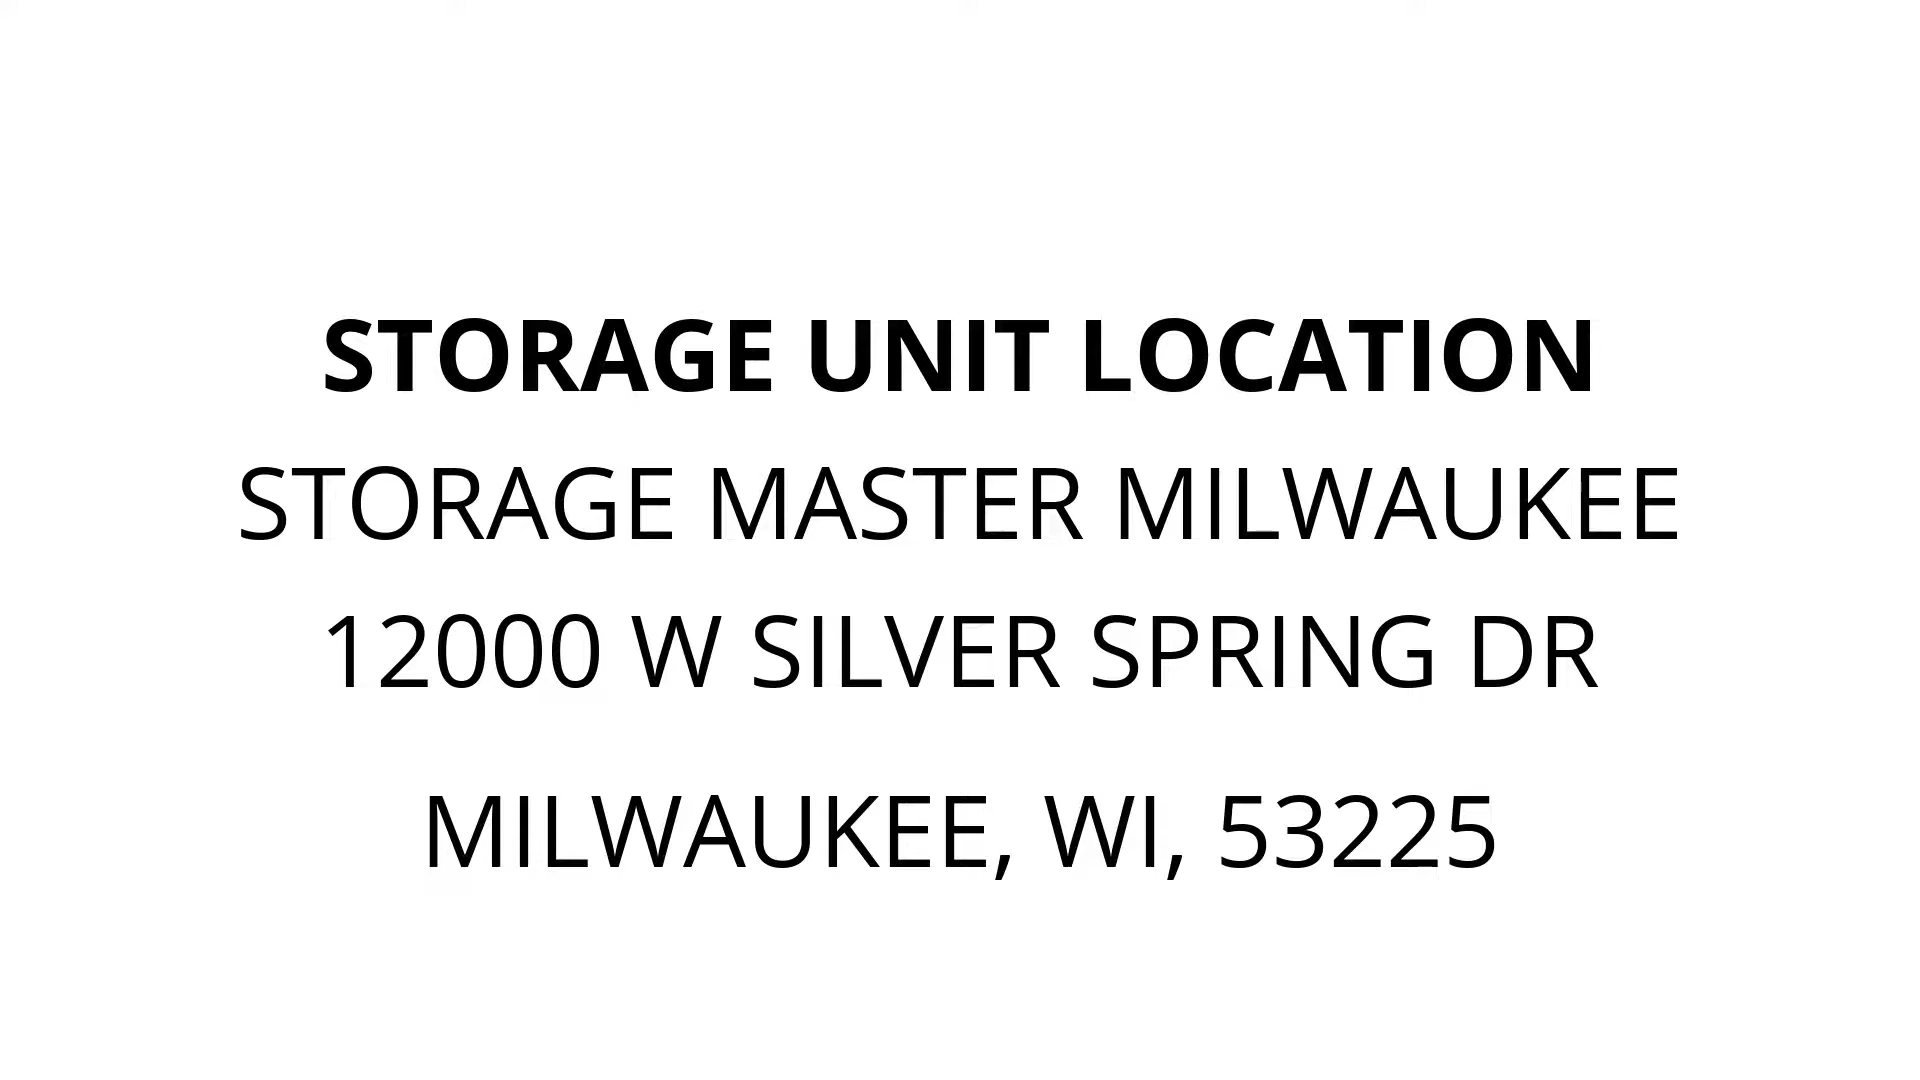 STORAGE UNIT LOCATION
STORAGE MASTER MILWAUKEE
12000 W SILVER SPRING DR
MILWAUKEE, WI, 53225